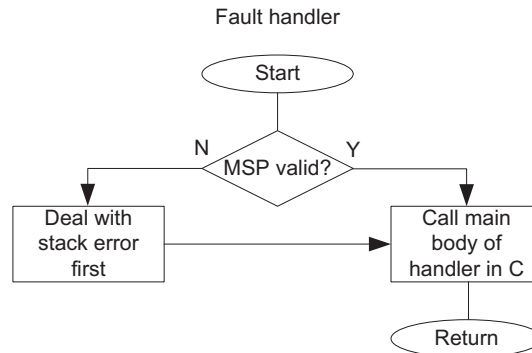 Fault handler
Start
N
Y
MSP valid?
Deal with
stack error
first
Call main
body of
handler in C
Return